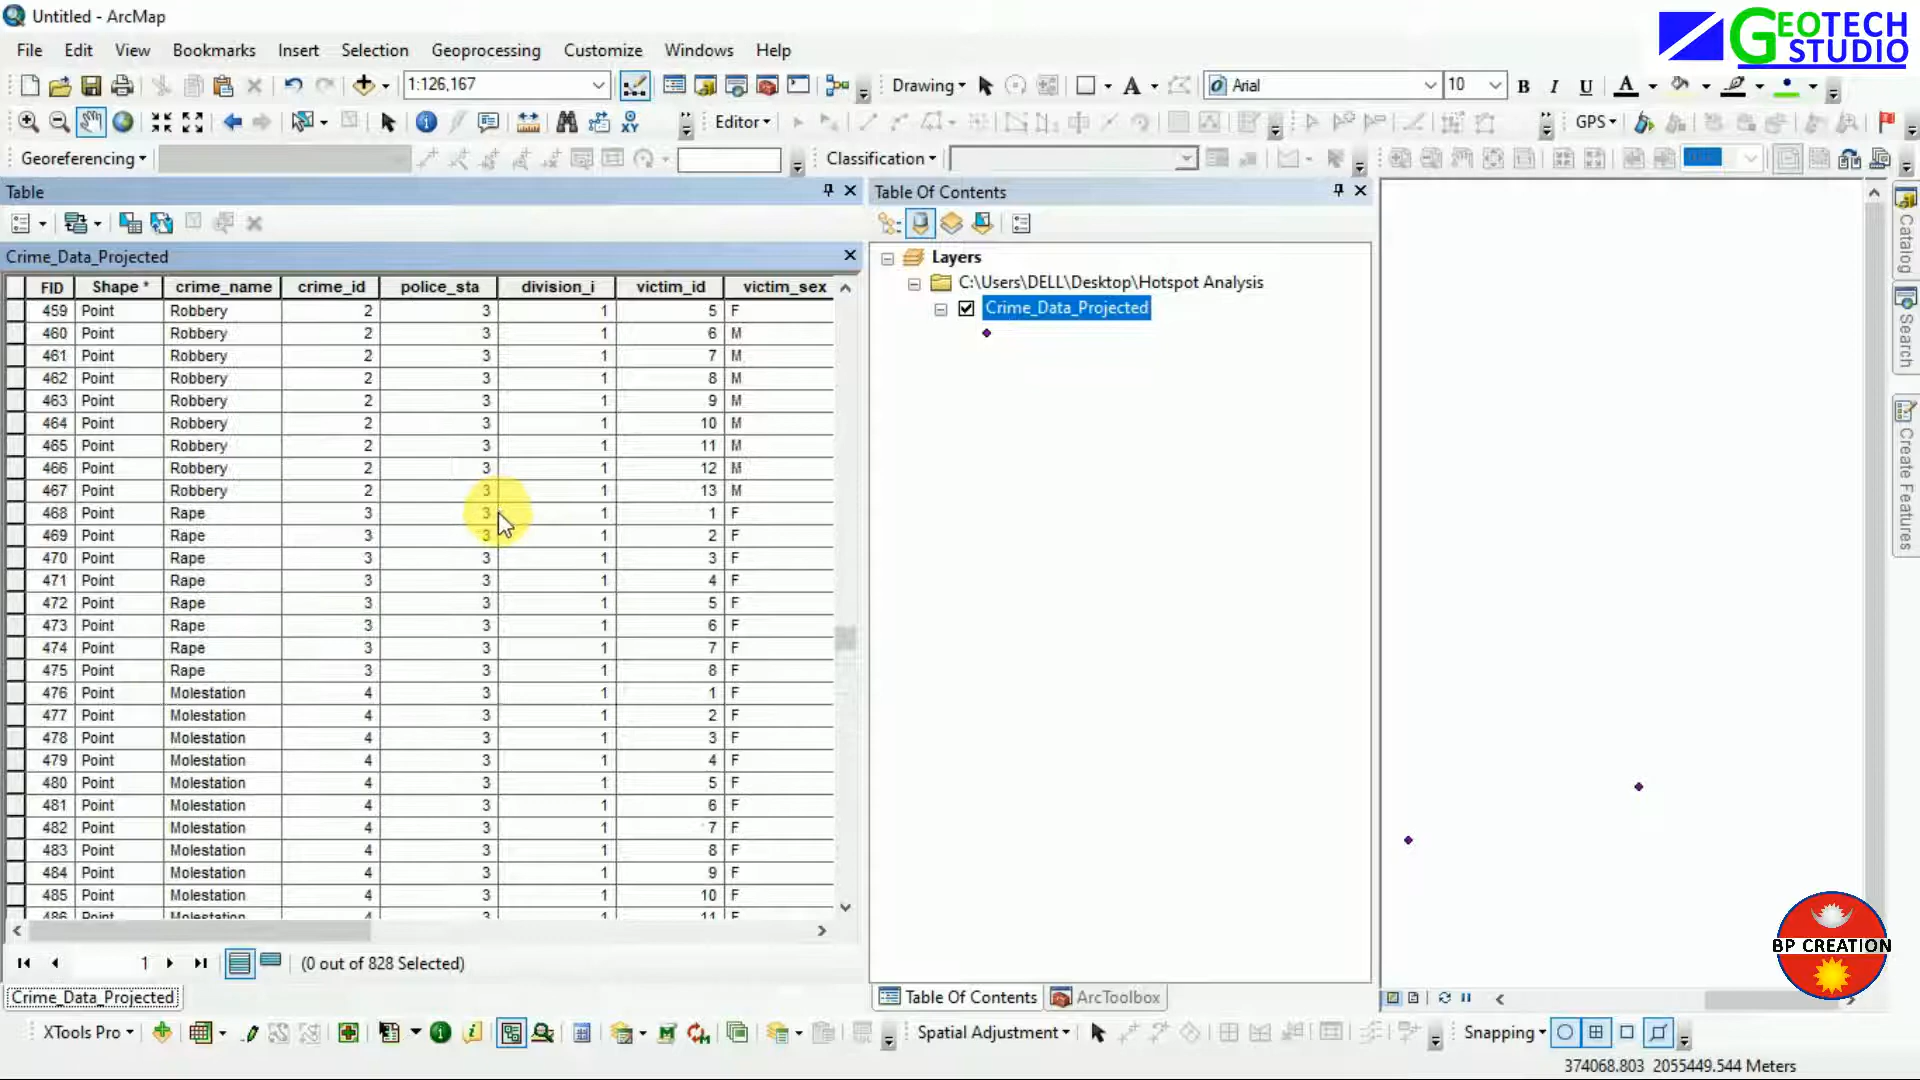 Untitled - ArcMap
GEOTECH STUDIO
File Edit View Bookmarks Insert Selection Geoprocessing Customize Windows Help
1:126,167 Drawing Arial 10 B I U A
Editor GPS
Georeferencing Classification
Table
Table Of Contents
Crime_Data_Projected
FID Shape * crime_name crime_id police_sta division_i victim_id victim_sex
459 Point Robbery 2 3 1 5 F
460 Point Robbery 2 3 1 6 M
461 Point Robbery 2 3 1 7 M
462 Point Robbery 2 3 1 8 M
463 Point Robbery 2 3 1 9 M
464 Point Robbery 2 3 1 10 M
465 Point Robbery 2 3 1 11 M
466 Point Robbery 2 3 1 12 M
467 Point Robbery 2 3 1 13 M
468 Point Rape 3 3 1 1 F
469 Point Rape 3 3 1 2 F
470 Point Rape 3 3 1 3 F
471 Point Rape 3 3 1 4 F
472 Point Rape 3 3 1 5 F
473 Point Rape 3 3 1 6 F
474 Point Rape 3 3 1 7 F
475 Point Rape 3 3 1 8 F
476 Point Molestation 4 3 1 1 F
477 Point Molestation 4 3 1 2 F
478 Point Molestation 4 3 1 3 F
479 Point Molestation 4 3 1 4 F
480 Point Molestation 4 3 1 5 F
481 Point Molestation 4 3 1 6 F
482 Point Molestation 4 3 1 7 F
483 Point Molestation 4 3 1 8 F
484 Point Molestation 4 3 1 9 F
485 Point Molestation 4 3 1 10 F
486 Point Molestation 4 3 1 11 F
1 (0 out of 828 Selected)
Crime_Data_Projected
Layers
C:\Users\DELL\Desktop\Hotspot Analysis
Crime_Data_Projected
Table Of Contents ArcToolbox
Catalog
Search
Create Features
BP CREATION
XTools Pro Spatial Adjustment Snapping
374068.803 2055449.544 Meters